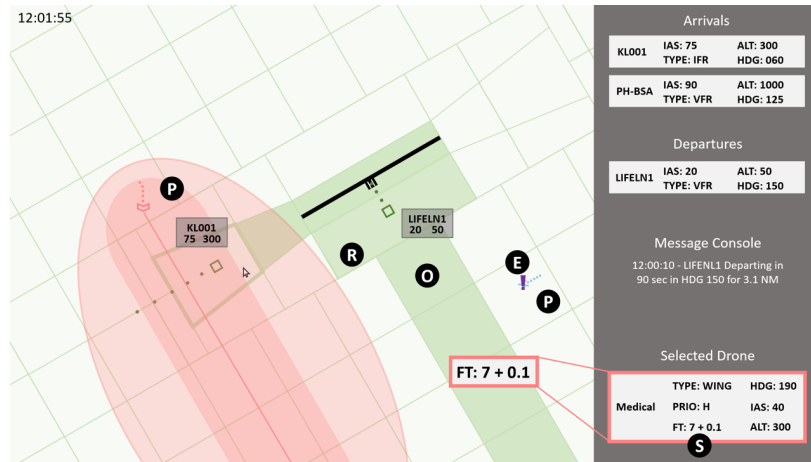 12:01:55
P
KL001
75 300
LIFELN1
20 50
R
O
E
P
FT: 7 + 0.1
Arrivals
KL001 IAS: 75 ALT: 300
TYPE: IFR HDG: 060
PH-BSA IAS: 90 ALT: 1000
TYPE: VFR HDG: 125
Departures
LIFELN1 IAS: 20 ALT: 50
TYPE: VFR HDG: 150
Message Console
12:00:10 - LIFENL1 Departing in
90 sec in HDG 150 for 3.1 NM
Selected Drone
TYPE: WING HDG: 190
Medical PRIO: H IAS: 40
FT: 7 + 0.1 ALT: 300
S